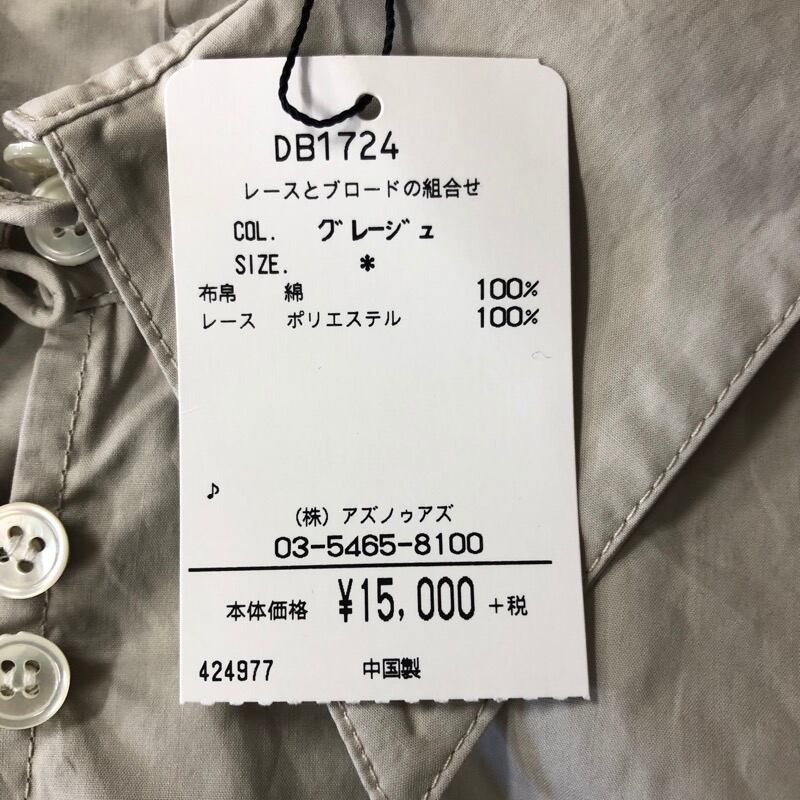 DB1724
レースとブロードの組合せ
COL. グレージュ
SIZE. *
布帛 綿 100%
レース ポリエステル 100%
♪
(株) アズノゥアズ
03-5465-8100
本体価格 ¥15,000 +税
424977 中国製